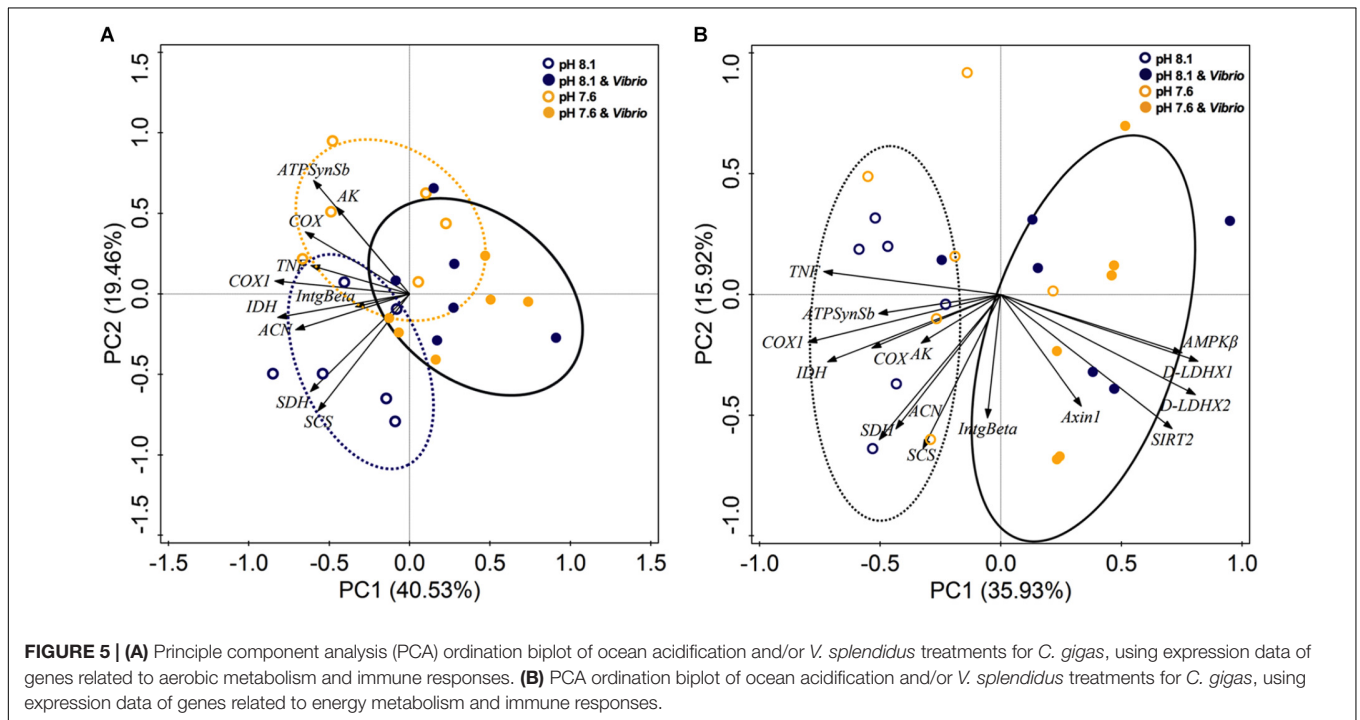 A
PC2 (19.46%)
1.5
1.0
0.5
0.0
-0.5
-1.0
-1.5
pH 8.1
pH 8.1 & Vibrio
pH 7.6
pH 7.6 & Vibrio
ATPSynSb
AK
COX
TNF
COX1
IntgBeta
IDH
ACN
SDH
SCS
-1.5 -1.0 -0.5 0.0 0.5 1.0 1.5
PC1 (40.53%)
B
PC2 (15.92%)
1.0
0.5
0.0
-0.5
-1.0
pH 8.1
pH 8.1 & Vibrio
pH 7.6
pH 7.6 & Vibrio
TNF
ATPSynSb
COX1
COX AK
IDH
AMPKβ
D-LDHX1
D-LDHX2
ACN
Axin1
SDH
IntgBeta
SIRT2
SCS
-1.0 -0.5 0.0 0.5 1.0
PC1 (35.93%)
FIGURE 5 | (A) Principle component analysis (PCA) ordination biplot of ocean acidification and/or V. splendidus treatments for C. gigas, using expression data of
genes related to aerobic metabolism and immune responses. (B) PCA ordination biplot of ocean acidification and/or V. splendidus treatments for C. gigas, using
expression data of genes related to energy metabolism and immune responses.